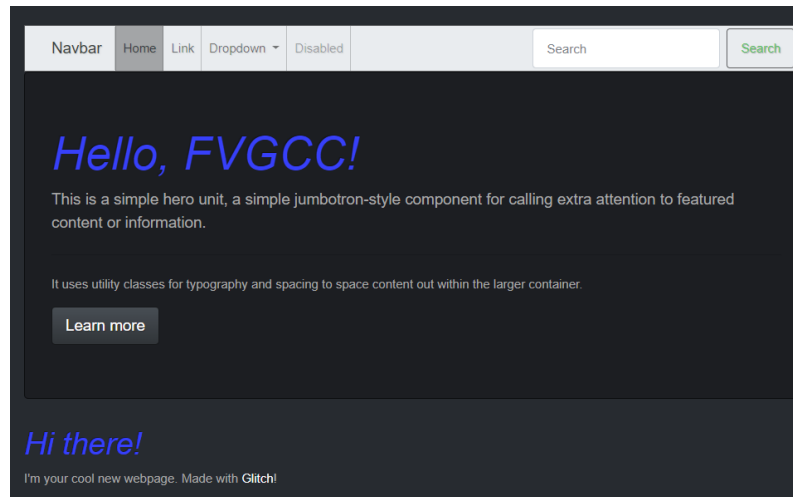 Navbar Home Link Dropdown Disabled Search Search
Hello, FVGCC!
This is a simple hero unit, a simple jumbotron-style component for calling extra attention to featured
content or information.
It uses utility classes for typography and spacing to space content out within the larger container.
Learn more
Hi there!
I'm your cool new webpage. Made with Glitch!